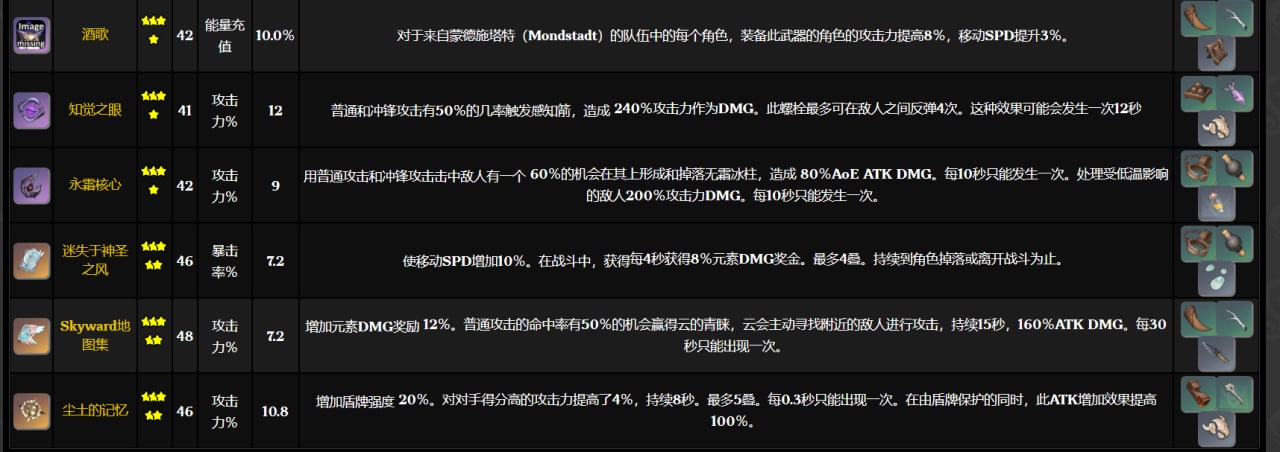 Image missing
酒歌
42
能量充值
10.0%
对于来自蒙德施塔特（Mondstadt）的队伍中的每个角色，装备此武器的角色的攻击力提高8%，移动SPD提升3%。
知觉之眼
41
攻击力%
12
普通和冲锋攻击有50%的几率触发感知箭，造成 240%攻击力作为DMG。此螺栓最多可在敌人之间反弹4次。这种效果可能会发生一次12秒
永霜核心
42
攻击力%
9
用普通攻击和冲锋攻击击中敌人有一个 60%的机会在其上形成和掉落无霜冰柱，造成 80%AoE ATK DMG。每10秒只能发生一次。处理受低温影响
的敌人200%攻击力DMG。每10秒只能发生一次。
迷失于神圣之风
46
暴击率%
7.2
使移动SPD增加10%。在战斗中，获得每4秒获得8%元素DMG奖金。最多4叠。持续到角色掉落或离开战斗为止。
Skyward地图集
48
攻击力%
7.2
增加元素DMG奖励 12%。普通攻击的命中率有50%的机会赢得云的青睐，云会主动寻找附近的敌人进行攻击，持续15秒，160%ATK DMG。每30
秒只能出现一次。
尘土的记忆
46
攻击力%
10.8
增加盾牌强度 20%。对对手得分高的攻击力提高了4%，持续8秒。最多5叠。每0.3秒只能出现一次。在由盾牌保护的同时，此ATK增加效果提高
100%。